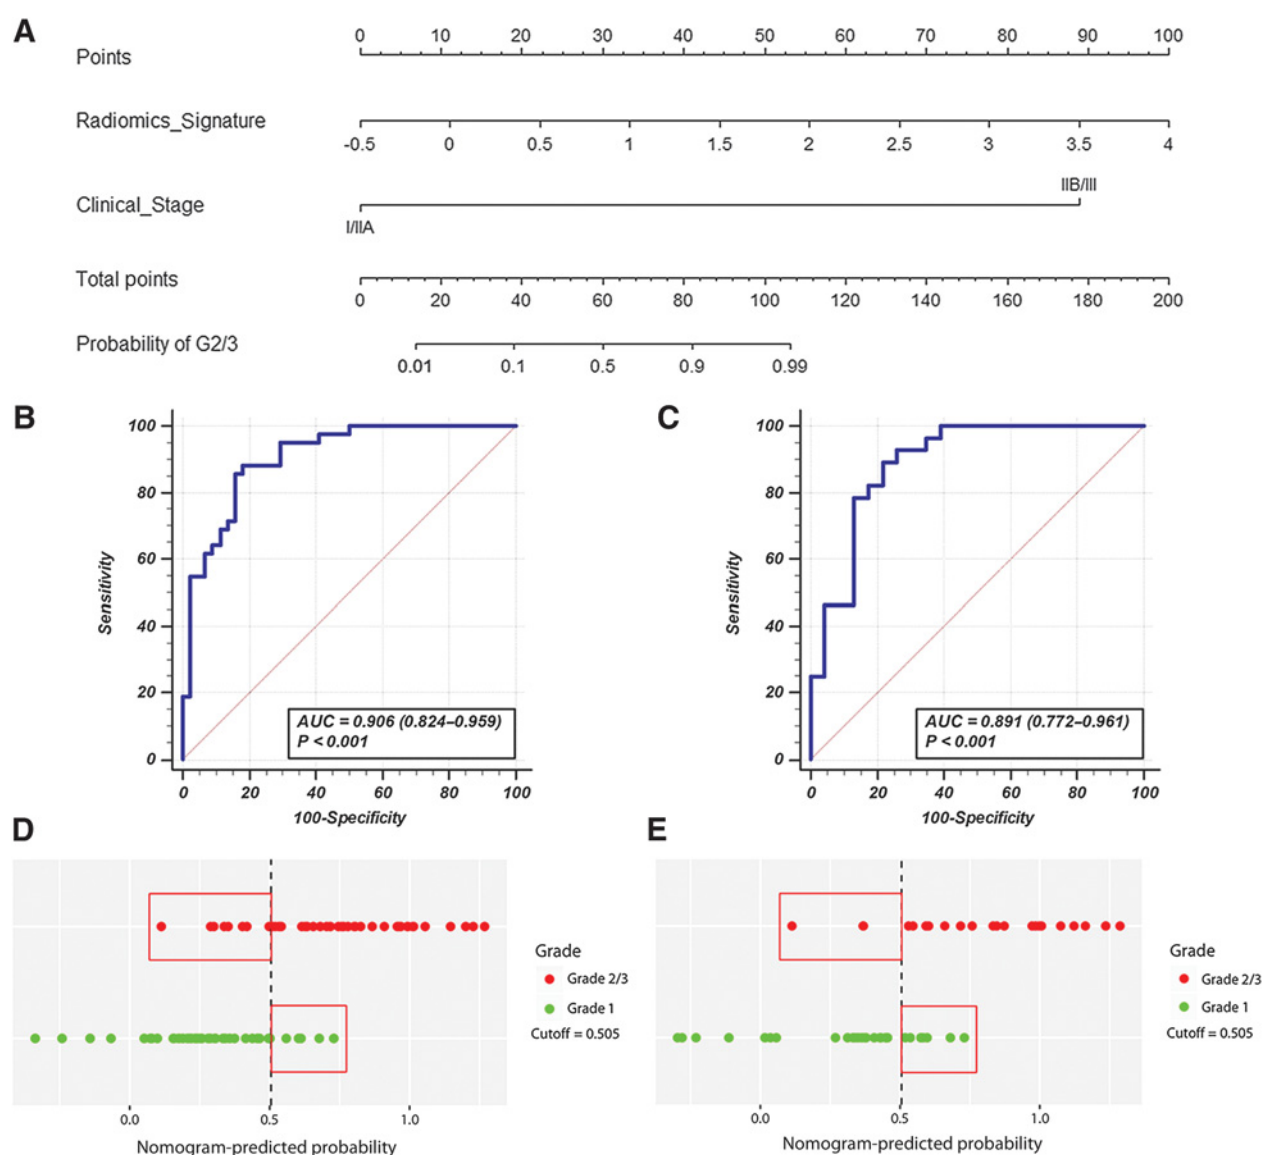 A
0 10 20 30 40 50 60 70 80 90 100
Points
Radiomics_Signature
-0.5 0 0.5 1 1.5 2 2.5 3 3.5 4
IIB/III
Clinical_Stage
I/IIA
Total points
0 20 40 60 80 100 120 140 160 180 200
Probability of G2/3
0.01 0.1 0.5 0.9 0.99
B
100
80
60
40
20
0
Sensitivity
AUC = 0.906 (0.824–0.959)
P < 0.001
0 20 40 60 80 100
100-Specificity
C
100
80
60
40
20
0
Sensitivity
AUC = 0.891 (0.772–0.961)
P < 0.001
0 20 40 60 80 100
100-Specificity
D
Grade
Grade 2/3
Grade 1
Cutoff = 0.505
0.0 0.5 1.0
Nomogram-predicted probability
E
Grade
Grade 2/3
Grade 1
Cutoff = 0.505
0.0 0.5 1.0
Nomogram-predicted probability